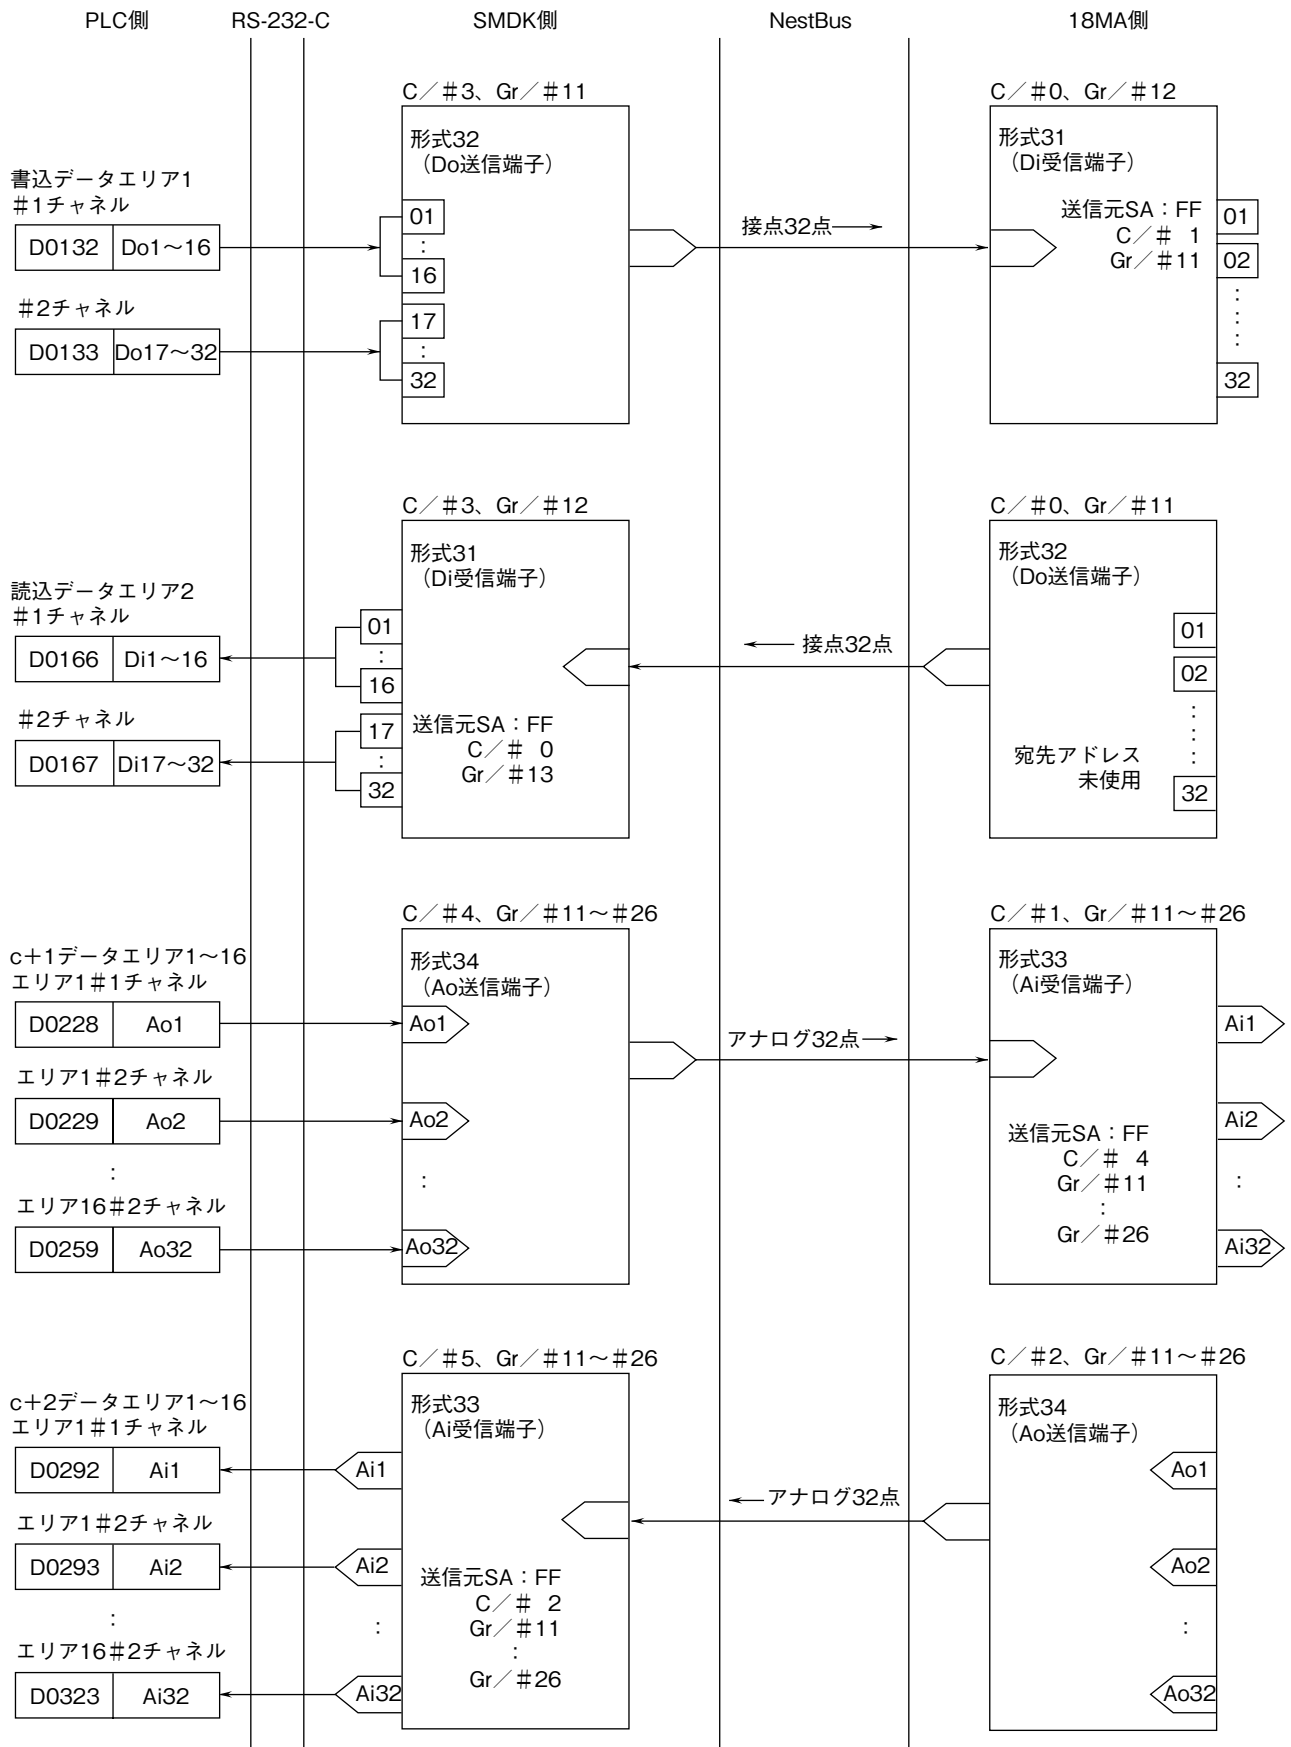 PLC側 RS-232-C SMDK側 NestBus 18MA側
C／＃3、Gr／＃11
形式32
（Do送信端子）
C／＃0、Gr／＃12
形式31
（Di受信端子）
書込データエリア1
＃1チャネル
D0132 Do1～16
＃2チャネル
D0133 Do17～32
01
：
16
17
：
32
接点32点
送信元SA：FF
C／＃ 1
Gr／＃11
01
02
：
：
32
C／＃3、Gr／＃12
形式31
（Di受信端子）
C／＃0、Gr／＃11
形式32
（Do送信端子）
読込データエリア2
＃1チャネル
D0166 Di1～16
＃2チャネル
D0167 Di17～32
01
：
16
17
：
32
送信元SA：FF
C／＃ 0
Gr／＃13
接点32点
01
02
：
：
32
宛先アドレス
未使用
C／＃4、Gr／＃11～＃26
形式34
（Ao送信端子）
C／＃1、Gr／＃11～＃26
形式33
（Ai受信端子）
c＋1データエリア1～16
エリア1＃1チャネル
D0228 Ao1
エリア1＃2チャネル
D0229 Ao2
：
エリア16＃2チャネル
D0259 Ao32
Ao1
Ao2
：
Ao32
アナログ32点
送信元SA：FF
C／＃ 4
Gr／＃11
：
Gr／＃26
Ai1
Ai2
：
Ai32
C／＃5、Gr／＃11～＃26
形式33
（Ai受信端子）
C／＃2、Gr／＃11～＃26
形式34
（Ao送信端子）
c＋2データエリア1～16
エリア1＃1チャネル
D0292 Ai1
エリア1＃2チャネル
D0293 Ai2
：
エリア16＃2チャネル
D0323 Ai32
Ai1
Ai2
：
Ai32
送信元SA：FF
C／＃ 2
Gr／＃11
：
Gr／＃26
アナログ32点
Ao1
Ao2
：
Ao32